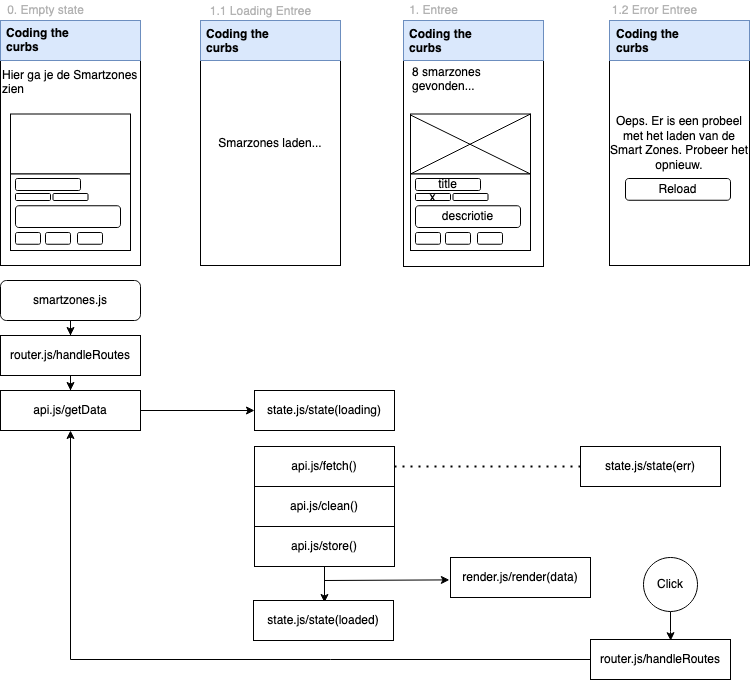 0. Empty state
1.1 Loading Entree
1. Entree
1.2 Error Entree
Coding the
curbs
Hier ga je de Smartzones
zien
Coding the
curbs
Smarzones laden...
Coding the
curbs
8 smarzones
gevonden...
title
x
descriotie
Coding the
curbs
Oeps. Er is een probeel
met het laden van de
Smart Zones. Probeer het
opnieuw.
Reload
smartzones.js
router.js/handleRoutes
api.js/getData
state.js/state(loading)
api.js/fetch()
state.js/state(err)
api.js/clean()
api.js/store()
render.js/render(data)
Click
state.js/state(loaded)
router.js/handleRoutes